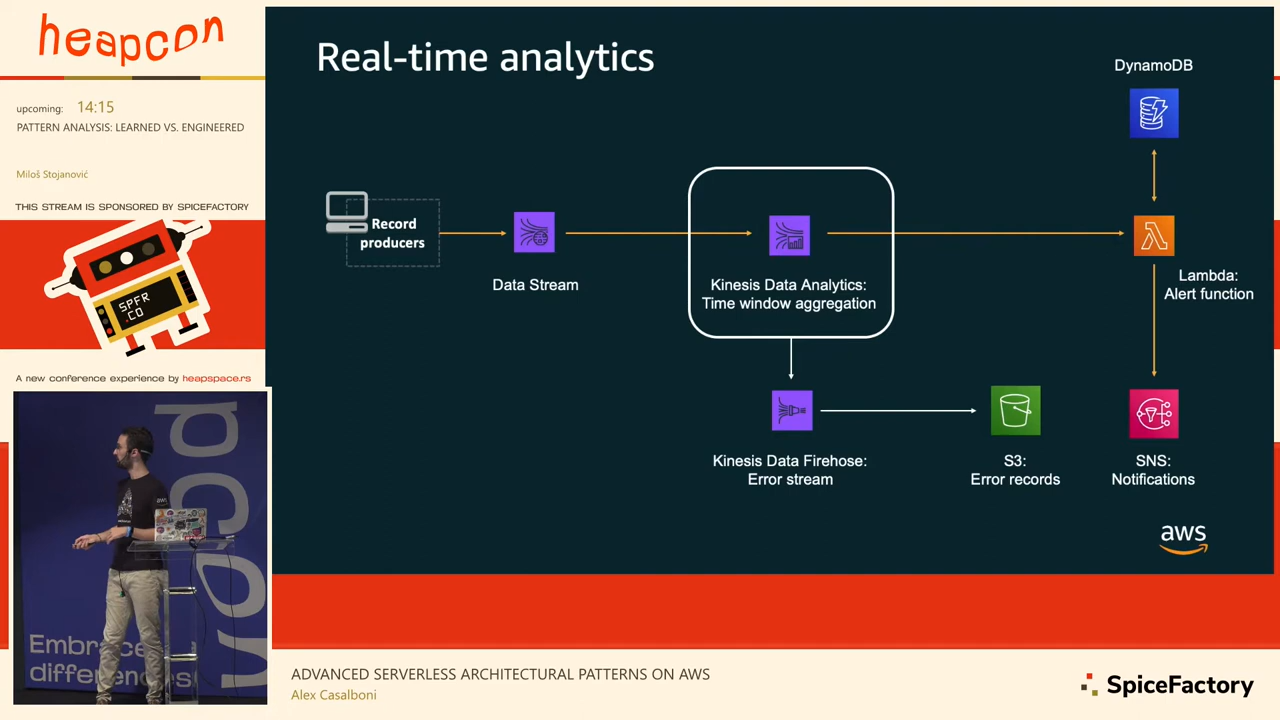 heapcon
upcoming: 14:15
PATTERN ANALYSIS: LEARNED VS. ENGINEERED
Miloš Stojanović
THIS STREAM IS SPONSORED BY SPICEFACTORY
SPFR
.CO
A new conference experience by heapspace.rs
Real-time analytics
DynamoDB
Record
producers
Data Stream
Kinesis Data Analytics:
Time window aggregation
Lambda:
Alert function
Kinesis Data Firehose:
Error stream
S3:
Error records
SNS:
Notifications
aws
Embrace
differences
ADVANCED SERVERLESS ARCHITECTURAL PATTERNS ON AWS
Alex Casalboni
SpiceFactory